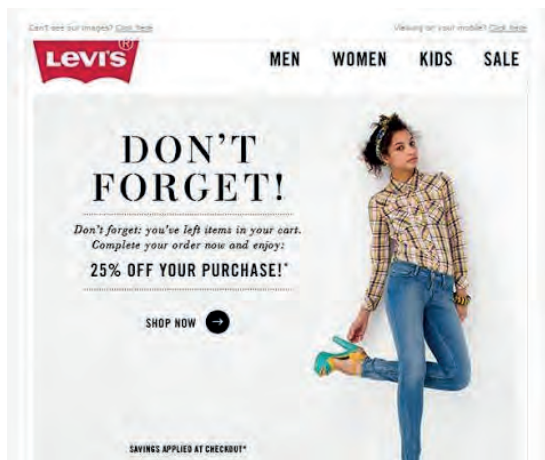 Can't see our images? Click here
Viewing on your mobile? Click here
LEVI'S ®
MEN WOMEN KIDS SALE
DON'T
FORGET!
Don't forget: you've left items in your cart.
Complete your order now and enjoy:
25% OFF YOUR PURCHASE!*
SHOP NOW
SAVINGS APPLIED AT CHECKOUT*